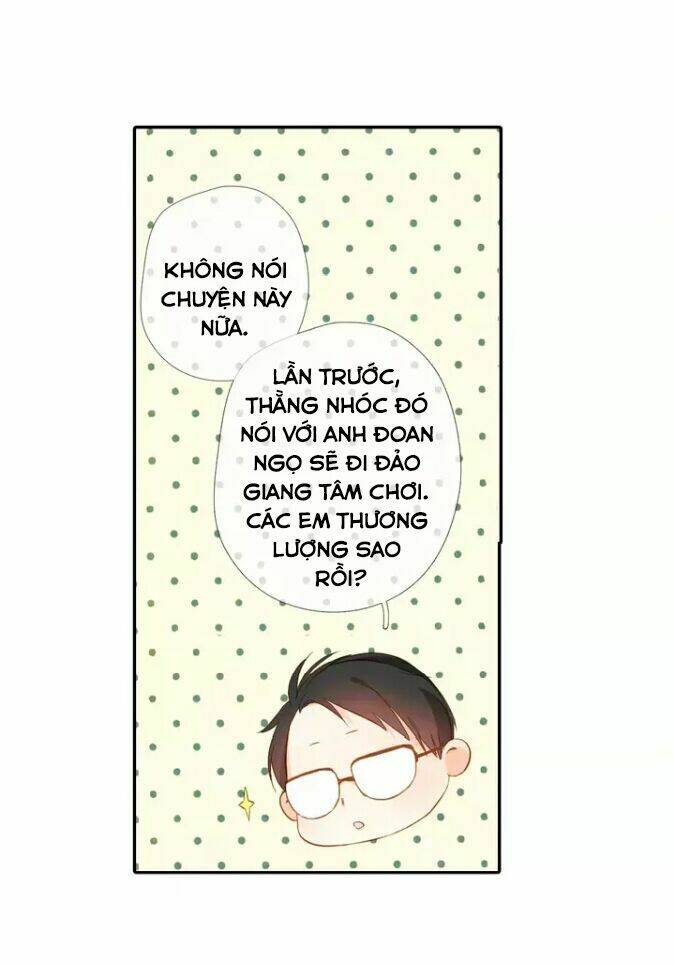 KHÔNG NÓI
CHUYỆN NÀY
NỮA.
LẦN TRƯỚC,
THẰNG NHÓC ĐÓ
NÓI VỚI ANH ĐOAN
NGỌ SẼ ĐI ĐẢO
GIANG TÂM CHƠI.
CÁC EM THƯƠNG
LƯỢNG SAO
RỒI?